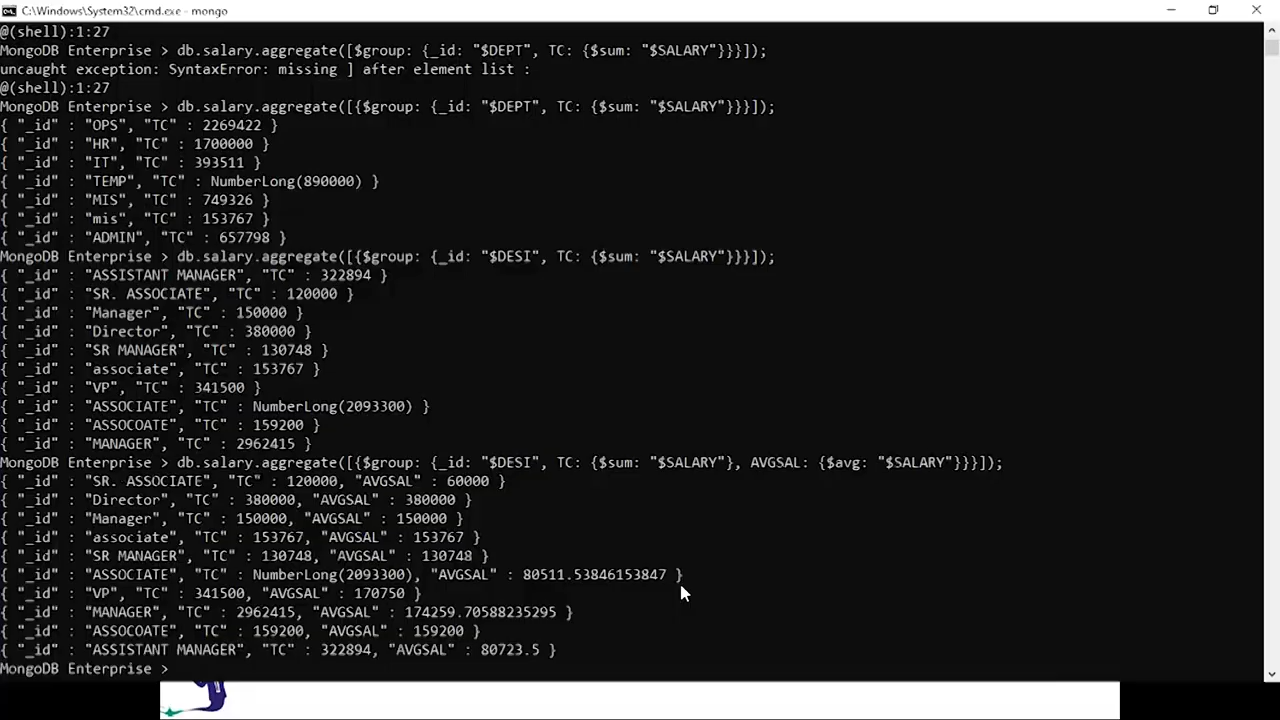 C:\Windows\System32\cmd.exe - mongo
@(shell):1:27
MongoDB Enterprise > db.salary.aggregate([$group: {_id: "$DEPT", TC: {$sum: "$SALARY"}}}]);
uncaught exception: SyntaxError: missing ] after element list :
@(shell):1:27
MongoDB Enterprise > db.salary.aggregate([{$group: {_id: "$DEPT", TC: {$sum: "$SALARY"}}}]);
{ "_id" : "OPS", "TC" : 2269422 }
{ "_id" : "HR", "TC" : 1700000 }
{ "_id" : "IT", "TC" : 393511 }
{ "_id" : "TEMP", "TC" : NumberLong(890000) }
{ "_id" : "MIS", "TC" : 749326 }
{ "_id" : "mis", "TC" : 153767 }
{ "_id" : "ADMIN", "TC" : 657798 }
MongoDB Enterprise > db.salary.aggregate([{$group: {_id: "$DESI", TC: {$sum: "$SALARY"}}}]);
{ "_id" : "ASSISTANT MANAGER", "TC" : 322894 }
{ "_id" : "SR. ASSOCIATE", "TC" : 120000 }
{ "_id" : "Manager", "TC" : 150000 }
{ "_id" : "Director", "TC" : 380000 }
{ "_id" : "SR MANAGER", "TC" : 130748 }
{ "_id" : "associate", "TC" : 153767 }
{ "_id" : "VP", "TC" : 341500 }
{ "_id" : "ASSOCIATE", "TC" : NumberLong(2093300) }
{ "_id" : "ASSOCOATE", "TC" : 159200 }
{ "_id" : "MANAGER", "TC" : 2962415 }
MongoDB Enterprise > db.salary.aggregate([{$group: {_id: "$DESI", TC: {$sum: "$SALARY"}, AVGSAL: {$avg: "$SALARY"}}}]);
{ "_id" : "SR. ASSOCIATE", "TC" : 120000, "AVGSAL" : 60000 }
{ "_id" : "Director", "TC" : 380000, "AVGSAL" : 380000 }
{ "_id" : "Manager", "TC" : 150000, "AVGSAL" : 150000 }
{ "_id" : "associate", "TC" : 153767, "AVGSAL" : 153767 }
{ "_id" : "SR MANAGER", "TC" : 130748, "AVGSAL" : 130748 }
{ "_id" : "ASSOCIATE", "TC" : NumberLong(2093300), "AVGSAL" : 80511.53846153847 }
{ "_id" : "VP", "TC" : 341500, "AVGSAL" : 170750 }
{ "_id" : "MANAGER", "TC" : 2962415, "AVGSAL" : 174259.70588235295 }
{ "_id" : "ASSOCOATE", "TC" : 159200, "AVGSAL" : 159200 }
{ "_id" : "ASSISTANT MANAGER", "TC" : 322894, "AVGSAL" : 80723.5 }
MongoDB Enterprise >